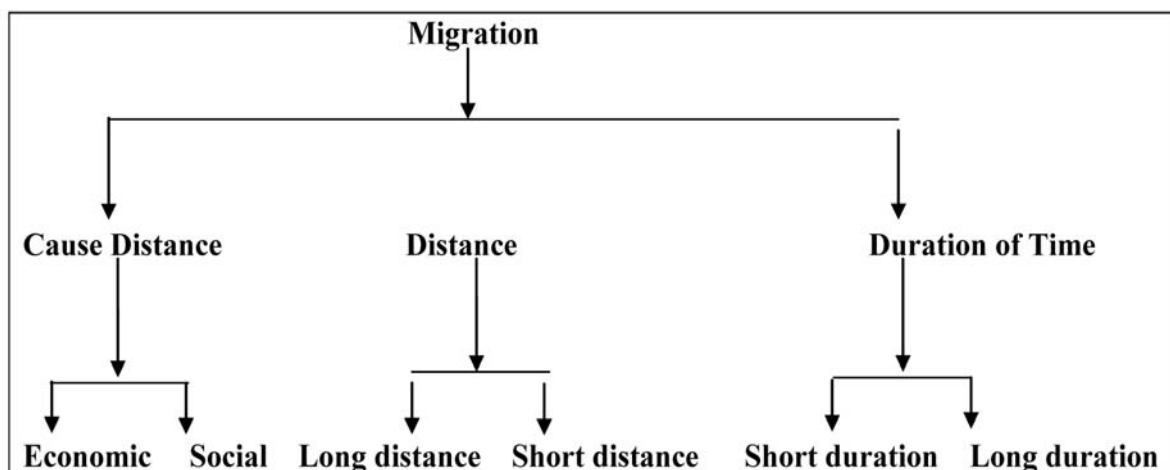 Migration
Cause Distance Distance Duration of Time
Economic Social Long distance Short distance Short duration Long duration